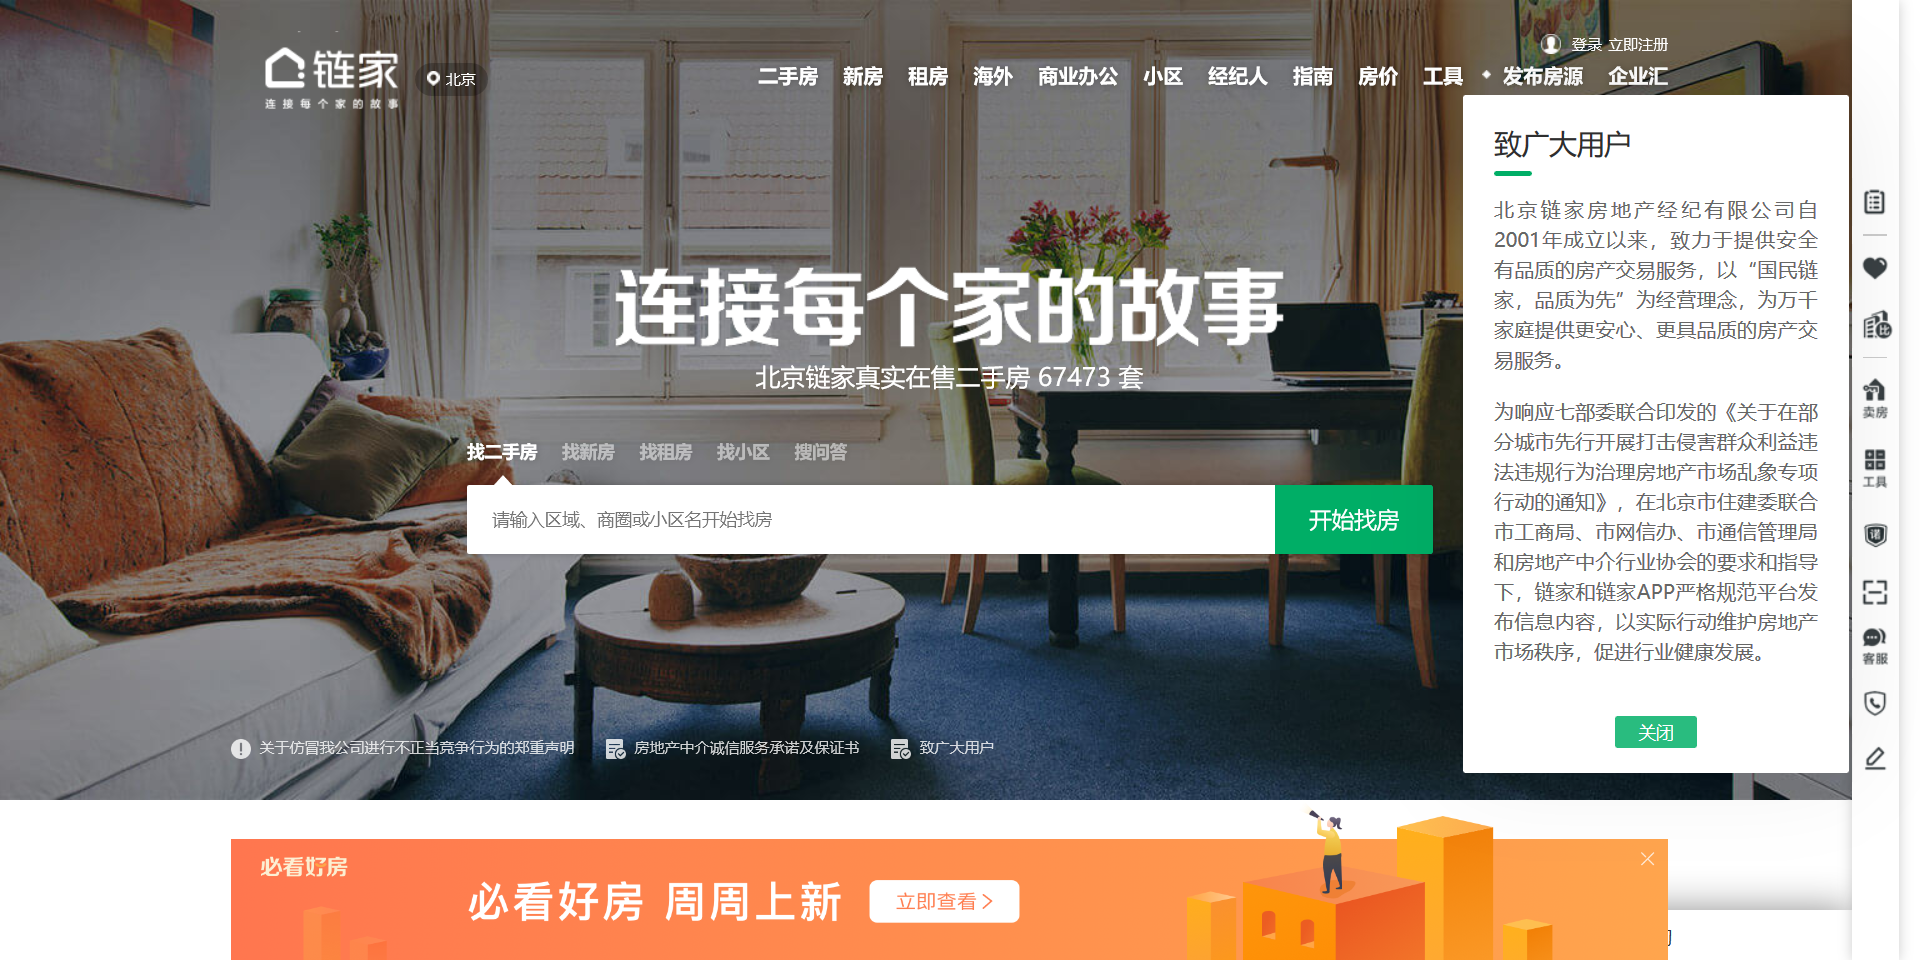 链家
连接每个家的故事
北京
登录 立即注册
二手房 新房 租房 海外 商业办公 小区 经纪人 指南 房价 工具 发布房源 企业汇
连接每个家的故事
北京链家真实在售二手房 67473 套
找二手房 找新房 找租房 找小区 搜问答
请输入区域、商圈或小区名开始找房
开始找房
关于仿冒我公司进行不正当竞争行为的郑重声明
房地产中介诚信服务承诺及保证书
致广大用户
致广大用户
北京链家房地产经纪有限公司自
2001年成立以来，致力于提供安全
有品质的房产交易服务，以“国民链
家，品质为先”为经营理念，为万千
家庭提供更安心、更具品质的房产交
易服务。
为响应七部委联合印发的《关于在部
分城市先行开展打击侵害群众利益违
法违规行为治理房地产市场乱象专项
行动的通知》，在北京市住建委联合
市工商局、市网信办、市通信管理局
和房地产中介行业协会的要求和指导
下，链家和链家APP严格规范平台发
布信息内容，以实际行动维护房地产
市场秩序，促进行业健康发展。
关闭
比
卖房
工具
诺
客服
必看好房
必看好房 周周上新
立即查看